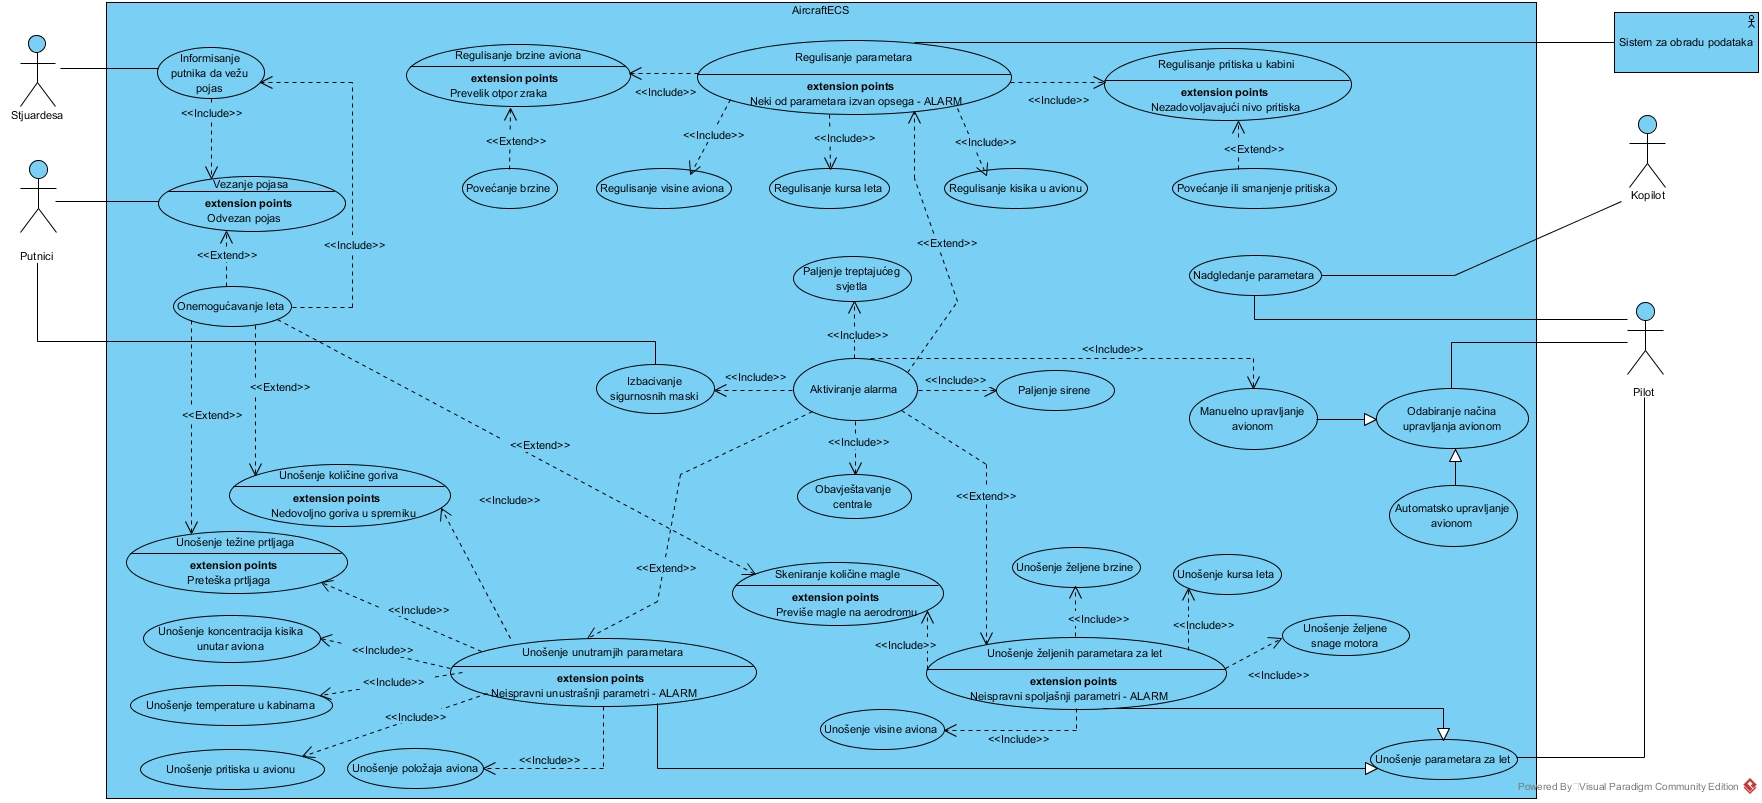 AircraftECS
Stjuardesa
Putnici
Sistem za obradu podataka
Kopilot
Pilot
Informisanje
putnika da vežu
pojas
<<Include>>
Vezanje pojasa
extension points
Odvezan pojas
<<Extend>>
<<Include>>
Onemogućavanje leta
Regulisanje brzine aviona
extension points
Prevelik otpor zraka
<<Include>>
<<Extend>>
Povećanje brzine
Regulisanje parametara
extension points
Neki od parametara izvan opsega - ALARM
<<Include>>
<<Include>>
<<Include>>
<<Include>>
Regulisanje visine aviona
Regulisanje kursa leta
Regulisanje kisika u avionu
Regulisanje pritiska u kabini
extension points
Nezadovoljavajući nivo pritiska
<<Extend>>
Povećanje ili smanjenje pritiska
<<Extend>>
Paljenje treptajućeg
svjetla
<<Include>>
Nadgledanje parametara
<<Include>>
Izbacivanje
sigurnosnih maski
<<Include>>
Aktiviranje alarma
<<Include>>
Paljenje sirene
Manuelno upravljanje
avionom
Odabiranje načina
upravljanja avionom
<<Extend>>
<<Extend>>
<<Extend>>
<<Include>>
Obavještavanje
centrale
<<Extend>>
Automatsko upravljanje
avionom
Unošenje količine goriva
extension points
Nedovoljno goriva u spremiku
<<Include>>
Unošenje težine prtljaga
extension points
Preteška prtljaga
<<Include>>
<<Extend>>
Skeniranje količine magle
extension points
Previše magle na aerodromu
<<Include>>
Unošenje željene brzine
<<Include>>
Unošenje kursa leta
<<Include>>
Unošenje željene
snage motora
<<Include>>
Unošenje koncentracija kisika
unutar aviona
<<Include>>
Unošenje unutrarnjih parametara
extension points
Neispravni unustrašnji parametri - ALARM
Unošenje željenih parametara za let
extension points
Neispravni spoljašnji parametri - ALARM
<<Include>>
Unošenje temperature u kabinama
<<Include>>
Unošenje pritiska u avionu
Unošenje položaja aviona
<<Include>>
Unošenje visine aviona
<<Include>>
Unošenje parametara za let
Powered By Visual Paradigm Community Edition